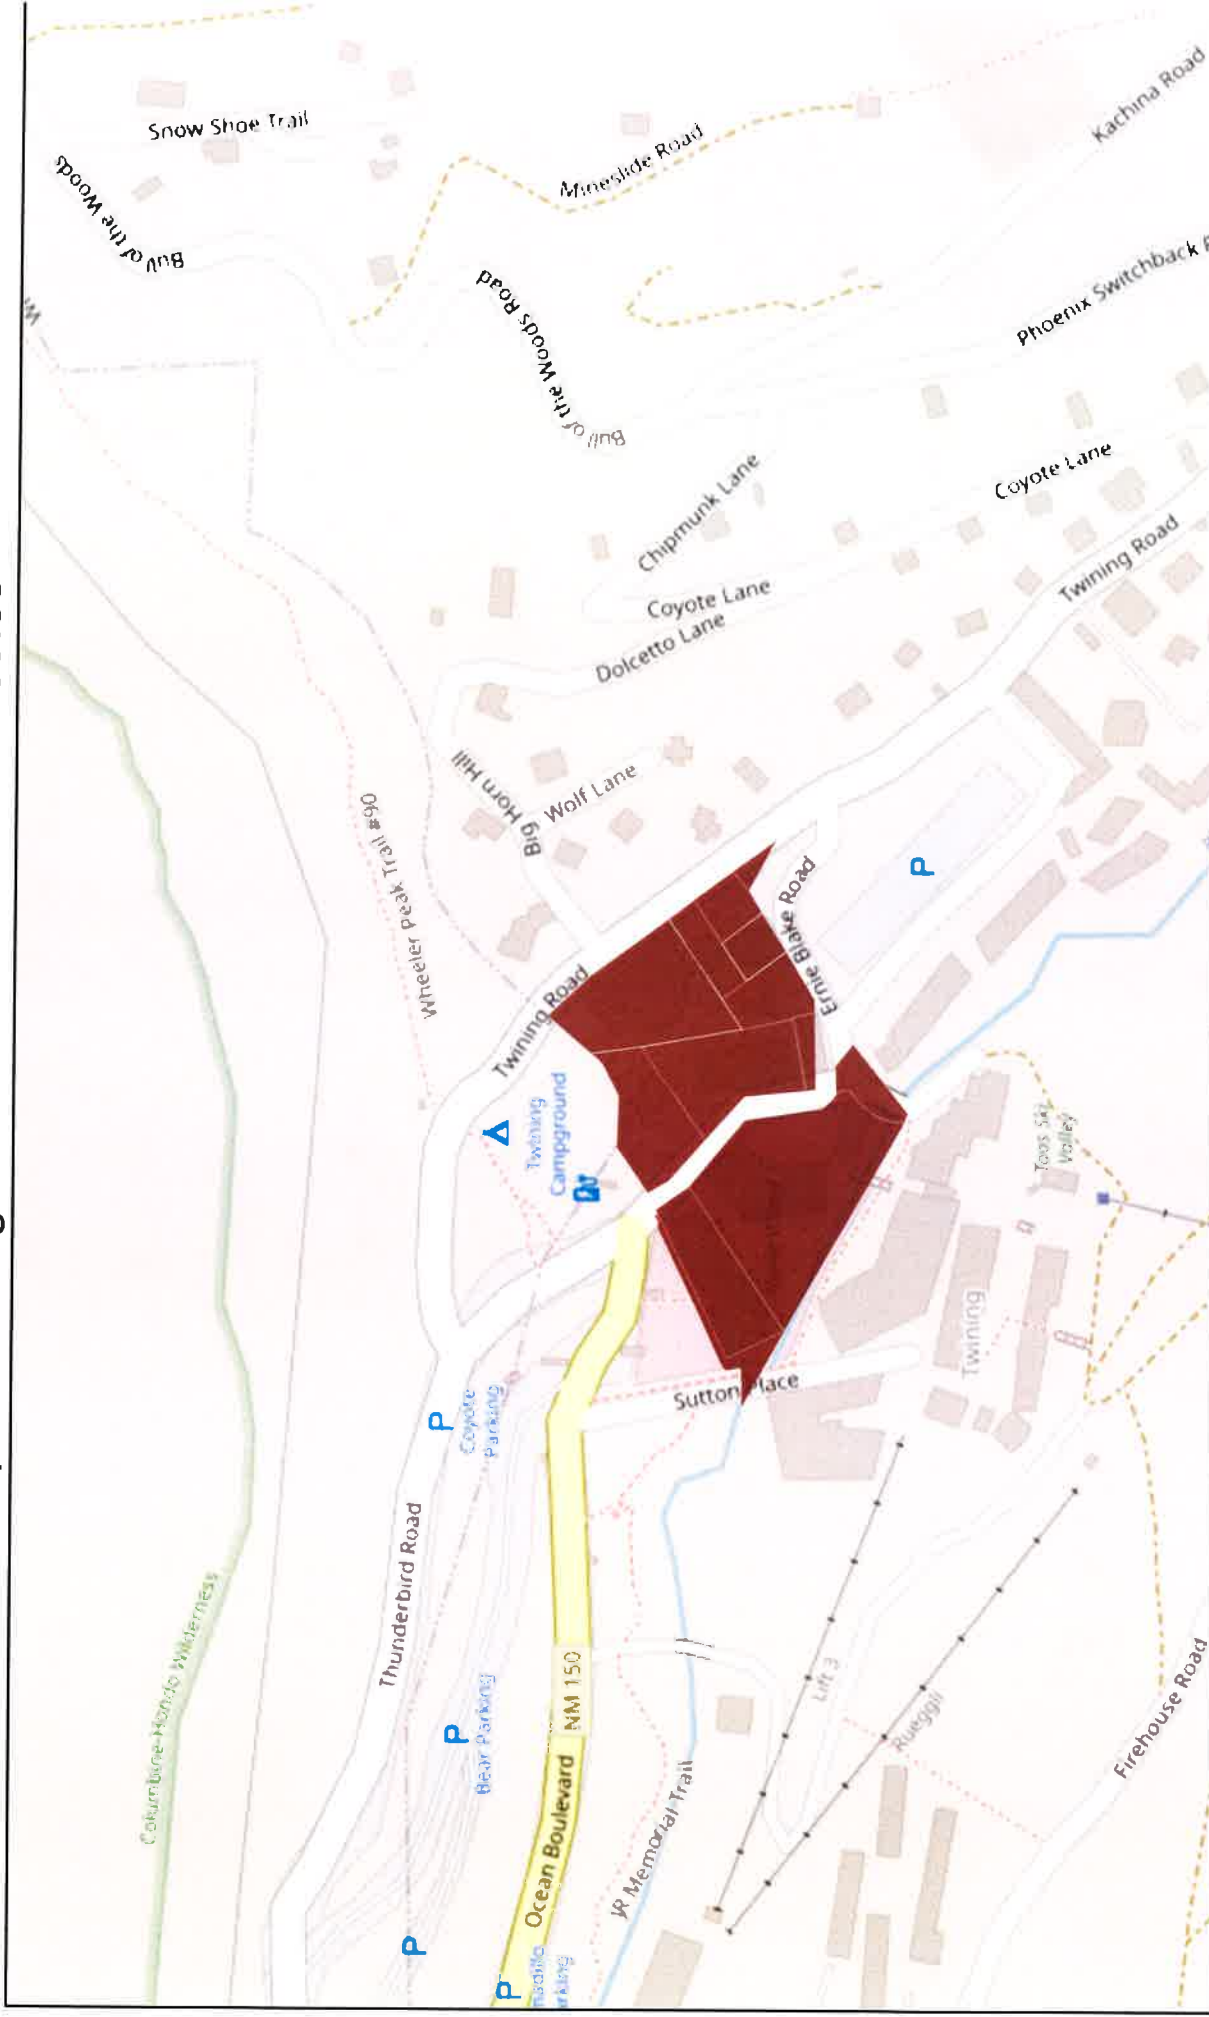 Snow Shoe Trail
Bull of the Woods
Mineslide Road
Kachina Road
Bull of the Woods Road
Phoenix Switchback
Chipmunk Lane
Coyote Lane
Coyote Lane
Dolcetto Lane
Twining Road
Big Horn Hill
Wolf Lane
Wheeler Peak Trail #90
P
Ernie Blake Road
Twining Road
Twining
Campground
Taos Ski
Valley
Twining
Sutton Place
P
Coyote
Parking
Thunderbird Road
Columbine-Hondo Wilderness
P
Bear Parking
NM 150
Ocean Boulevard
JR Memorial Trail
Lift 3
Rueggli
Firehouse Road
P
P